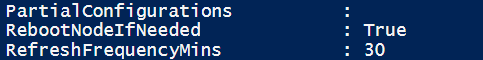 PartialConfigurations :
RebootNodeIfNeeded : True
RefreshFrequencyMins : 30